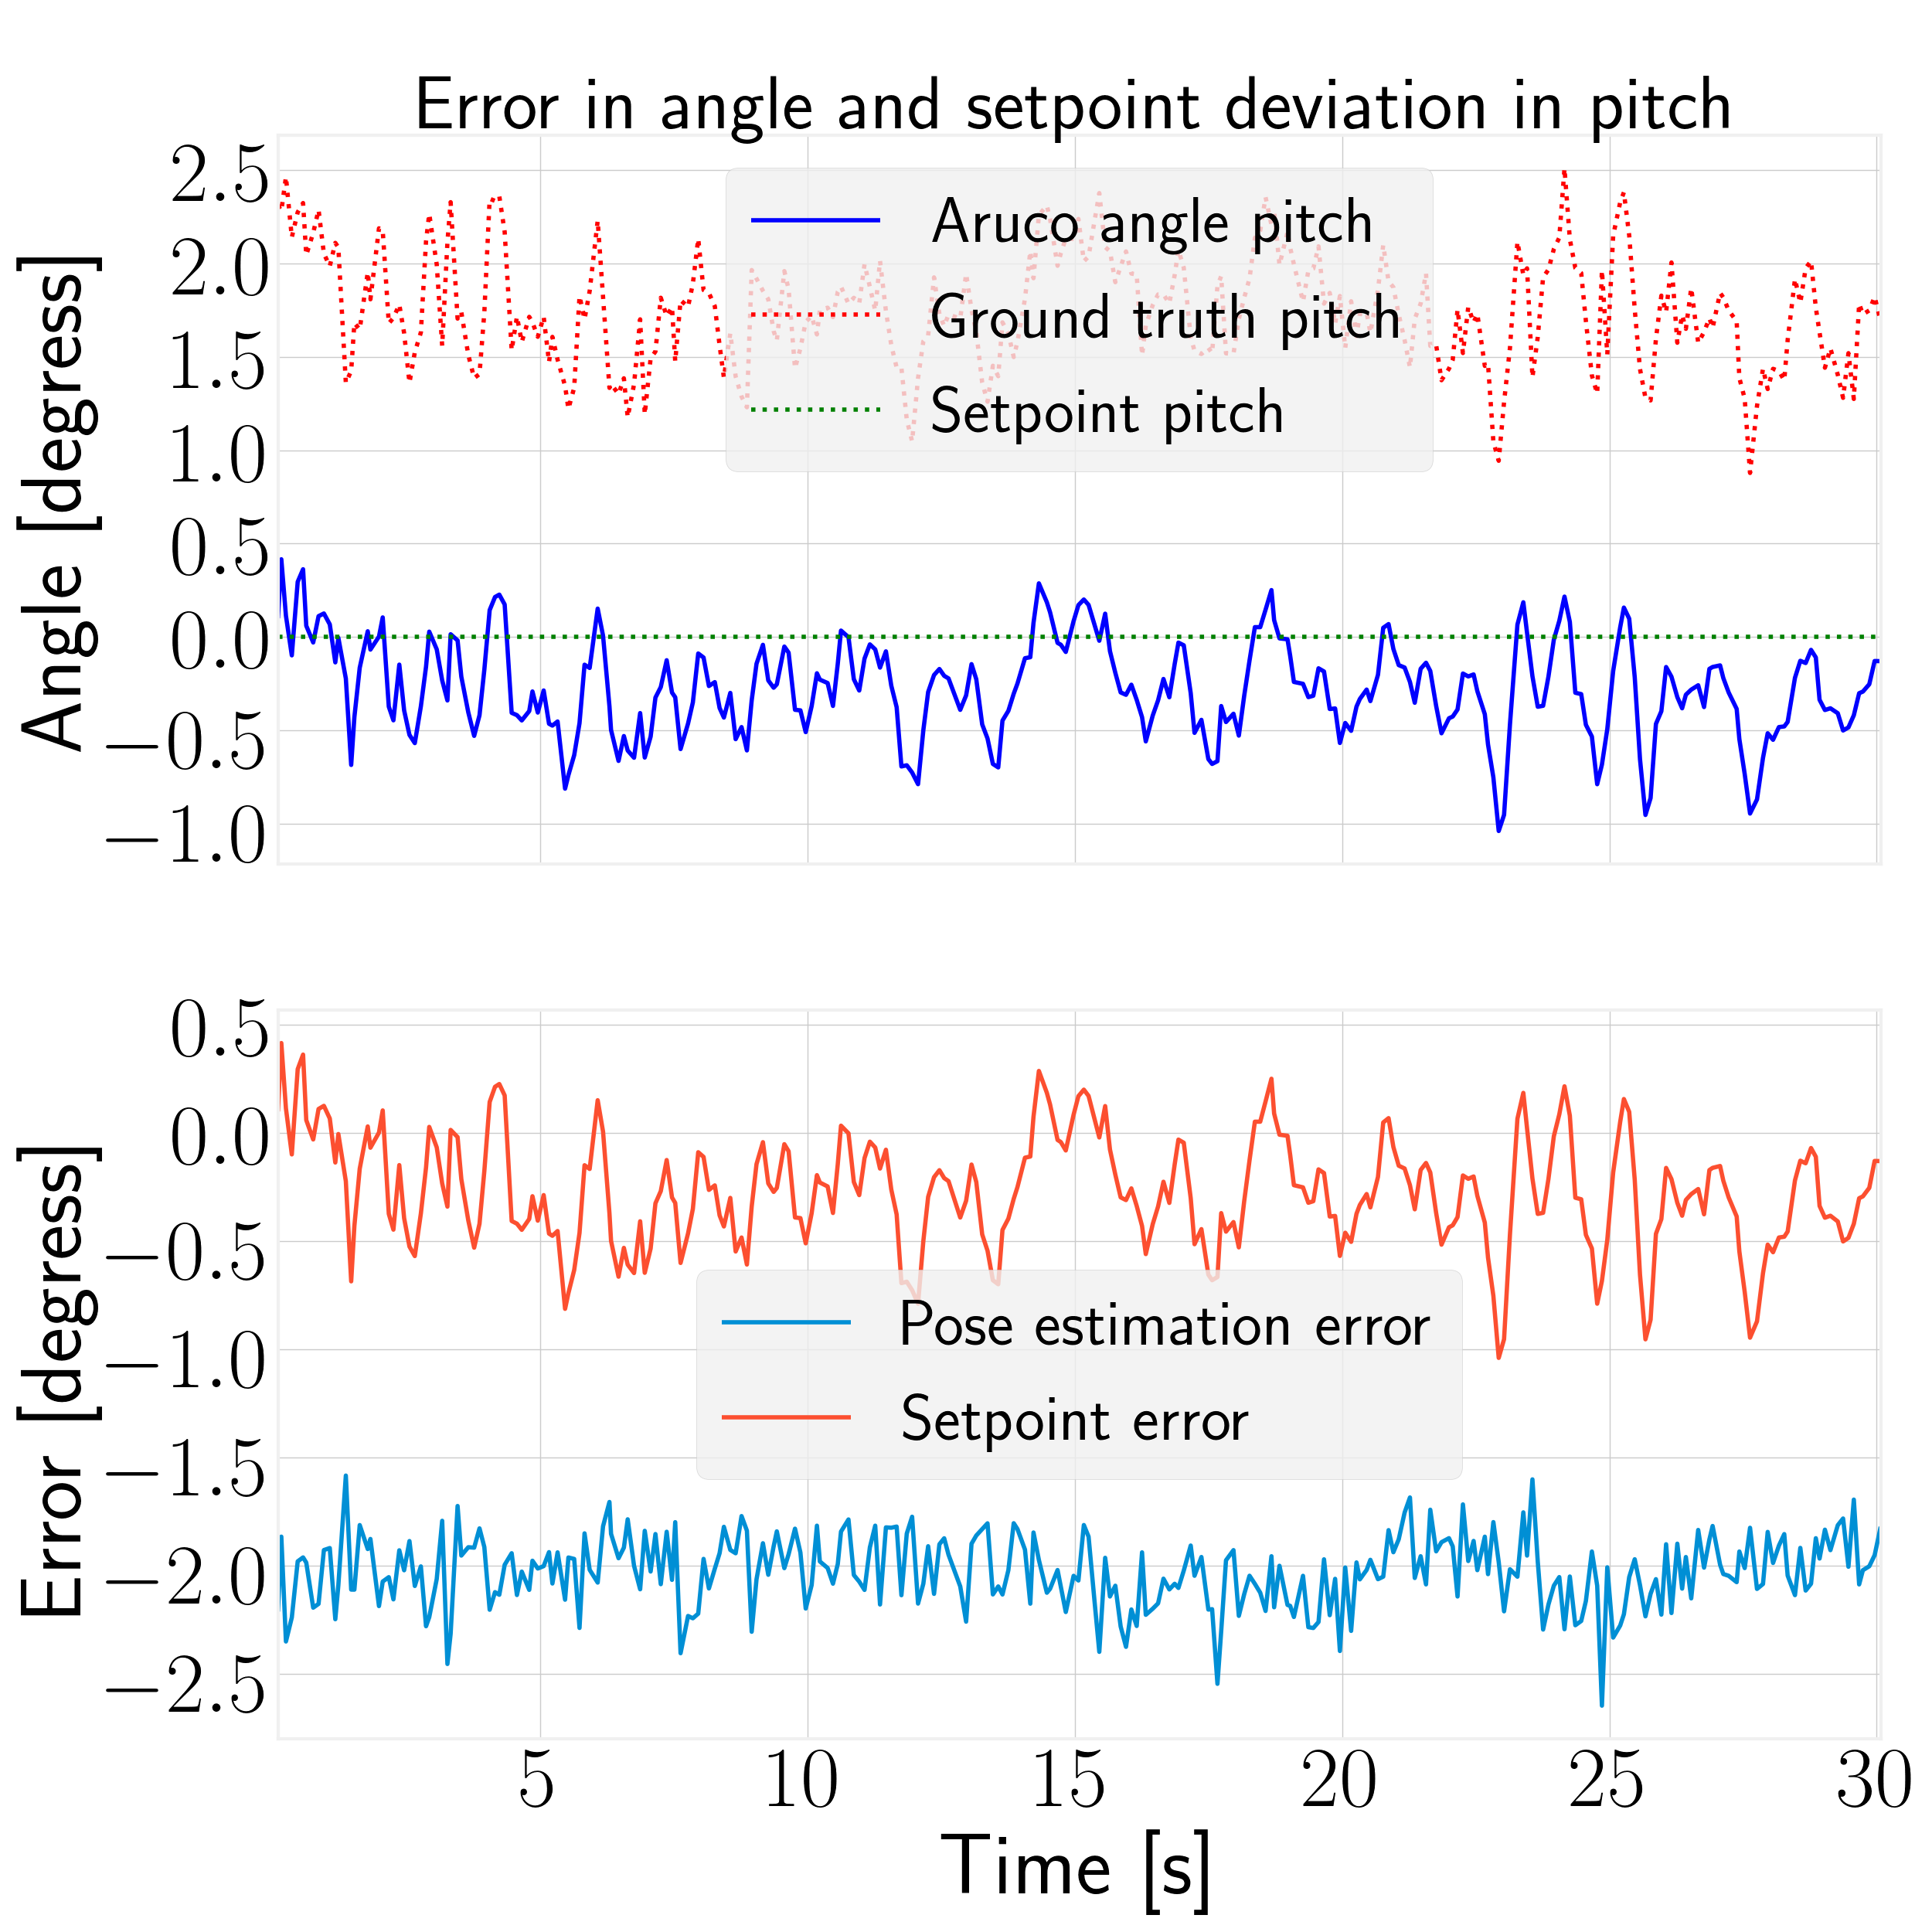 Error in angle and setpoint deviation in pitch
Angle [degress]
2.5
2.0
1.5
1.0
0.5
0.0
−0.5
−1.0
Aruco angle pitch
Ground truth pitch
Setpoint pitch
Error [degress]
0.5
0.0
−0.5
−1.0
−1.5
−2.0
−2.5
Pose estimation error
Setpoint error
5 10 15 20 25 30
Time [s]